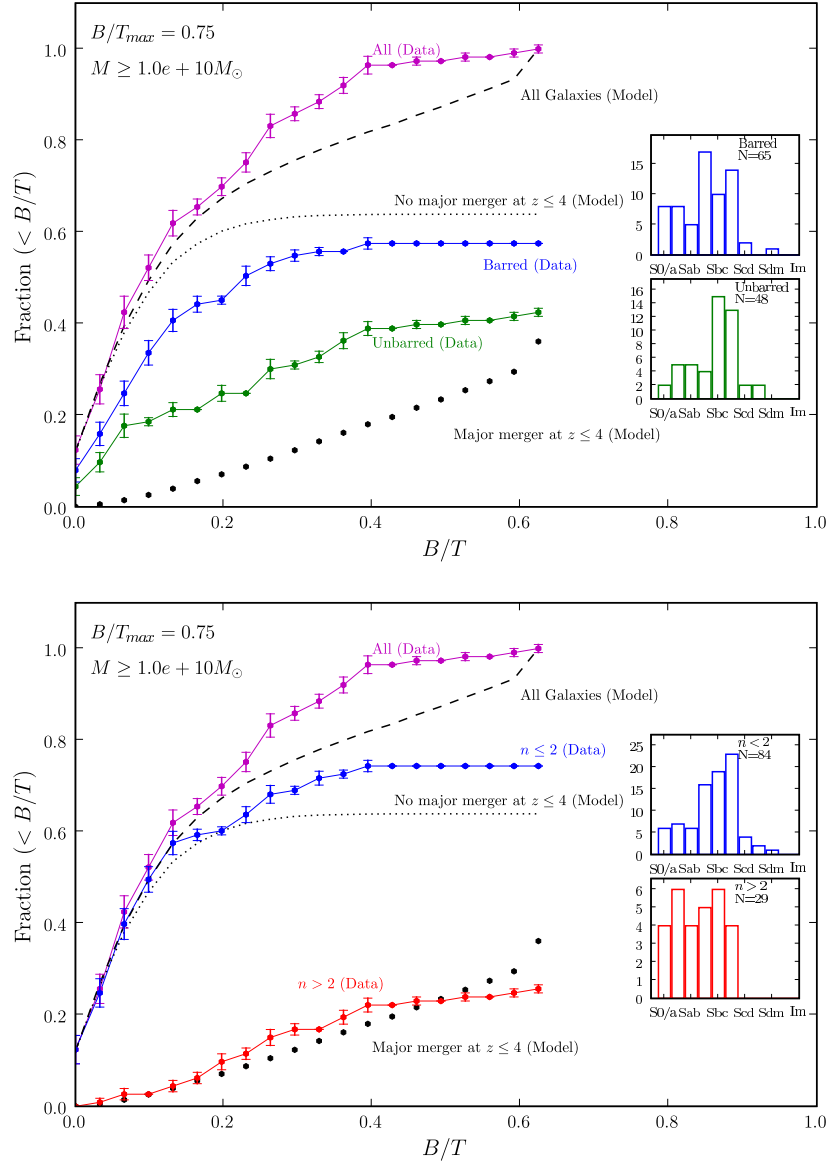 B/T_max = 0.75
M ≥ 1.0e + 10M_⊙
All (Data)
All Galaxies (Model)
No major merger at z ≤ 4 (Model)
Barred (Data)
Unbarred (Data)
Major merger at z ≤ 4 (Model)
Fraction (< B/T)
1.0
0.8
0.6
0.4
0.2
0.0
0.0 0.2 0.4 0.6 0.8 1.0
B/T
Barred
N=65
15
10
5
0
S0/a Sab Sbc Scd Sdm Im
Unbarred
N=48
16
14
12
10
8
6
4
2
0
S0/a Sab Sbc Scd Sdm Im
B/T_max = 0.75
M ≥ 1.0e + 10M_⊙
All (Data)
All Galaxies (Model)
n ≤ 2 (Data)
No major merger at z ≤ 4 (Model)
n > 2 (Data)
Major merger at z ≤ 4 (Model)
Fraction (< B/T)
1.0
0.8
0.6
0.4
0.2
0.0
0.0 0.2 0.4 0.6 0.8 1.0
B/T
n < 2
N=84
25
20
15
10
5
0
S0/a Sab Sbc Scd Sdm Im
n > 2
N=29
6
5
4
3
2
1
0
S0/a Sab Sbc Scd Sdm Im